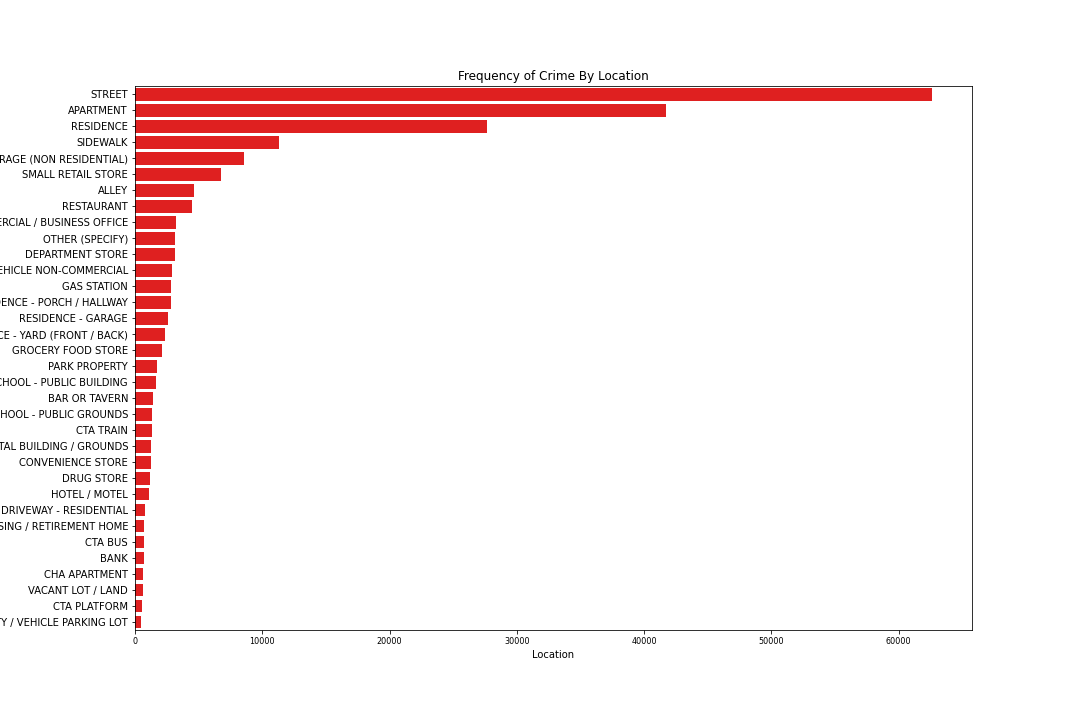 Frequency of Crime By Location
STREET
APARTMENT
RESIDENCE
SIDEWALK
RAGE (NON RESIDENTIAL)
SMALL RETAIL STORE
ALLEY
RESTAURANT
ERCIAL / BUSINESS OFFICE
OTHER (SPECIFY)
DEPARTMENT STORE
EHICLE NON-COMMERCIAL
GAS STATION
DENCE - PORCH / HALLWAY
RESIDENCE - GARAGE
CE - YARD (FRONT / BACK)
GROCERY FOOD STORE
PARK PROPERTY
CHOOL - PUBLIC BUILDING
BAR OR TAVERN
HOOL - PUBLIC GROUNDS
CTA TRAIN
TAL BUILDING / GROUNDS
CONVENIENCE STORE
DRUG STORE
HOTEL / MOTEL
DRIVEWAY - RESIDENTIAL
SING / RETIREMENT HOME
CTA BUS
BANK
CHA APARTMENT
VACANT LOT / LAND
CTA PLATFORM
TY / VEHICLE PARKING LOT
0 10000 20000 30000 40000 50000 60000
Location